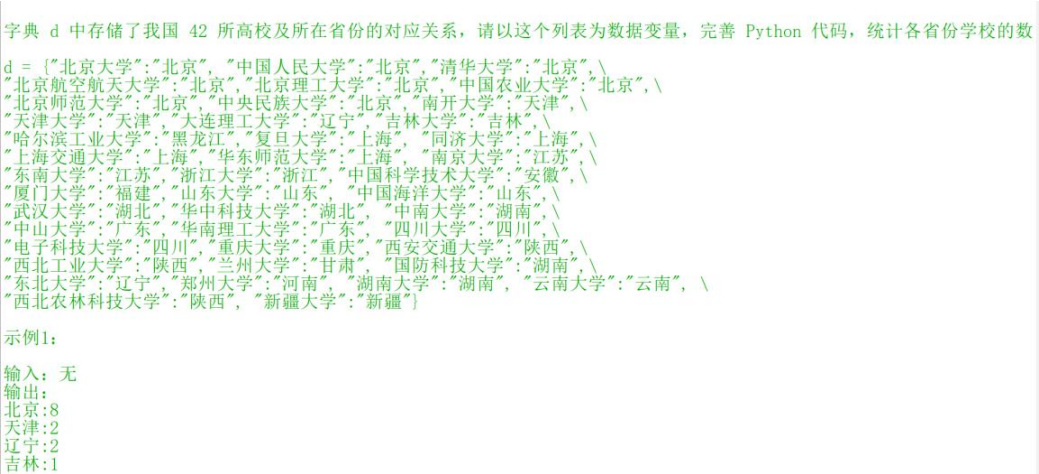 字典 d 中存储了我国 42 所高校及所在省份的对应关系，请以这个列表为数据变量，完善 Python 代码，统计各省份学校的数
d = {"北京大学":"北京", "中国人民大学":"北京","清华大学":"北京",\
"北京航空航天大学":"北京","北京理工大学":"北京","中国农业大学":"北京",\
"北京师范大学":"北京","中央民族大学":"北京","南开大学":"天津",\
"天津大学":"天津","大连理工大学":"辽宁","吉林大学":"吉林",\
"哈尔滨工业大学":"黑龙江","复旦大学":"上海", "同济大学":"上海",\
"上海交通大学":"上海","华东师范大学":"上海", "南京大学":"江苏",\
"东南大学":"江苏","浙江大学":"浙江","中国科学技术大学":"安徽",\
"厦门大学":"福建","山东大学":"山东", "中国海洋大学":"山东",\
"武汉大学":"湖北","华中科技大学":"湖北", "中南大学":"湖南",\
"中山大学":"广东","华南理工大学":"广东", "四川大学":"四川",\
"电子科技大学":"四川","重庆大学":"重庆","西安交通大学":"陕西",\
"西北工业大学":"陕西","兰州大学":"甘肃", "国防科技大学":"湖南",\
"东北大学":"辽宁","郑州大学":"河南", "湖南大学":"湖南", "云南大学":"云南", \
"西北农林科技大学":"陕西", "新疆大学":"新疆"}
示例1：
输入：无
输出：
北京:8
天津:2
辽宁:2
吉林:1